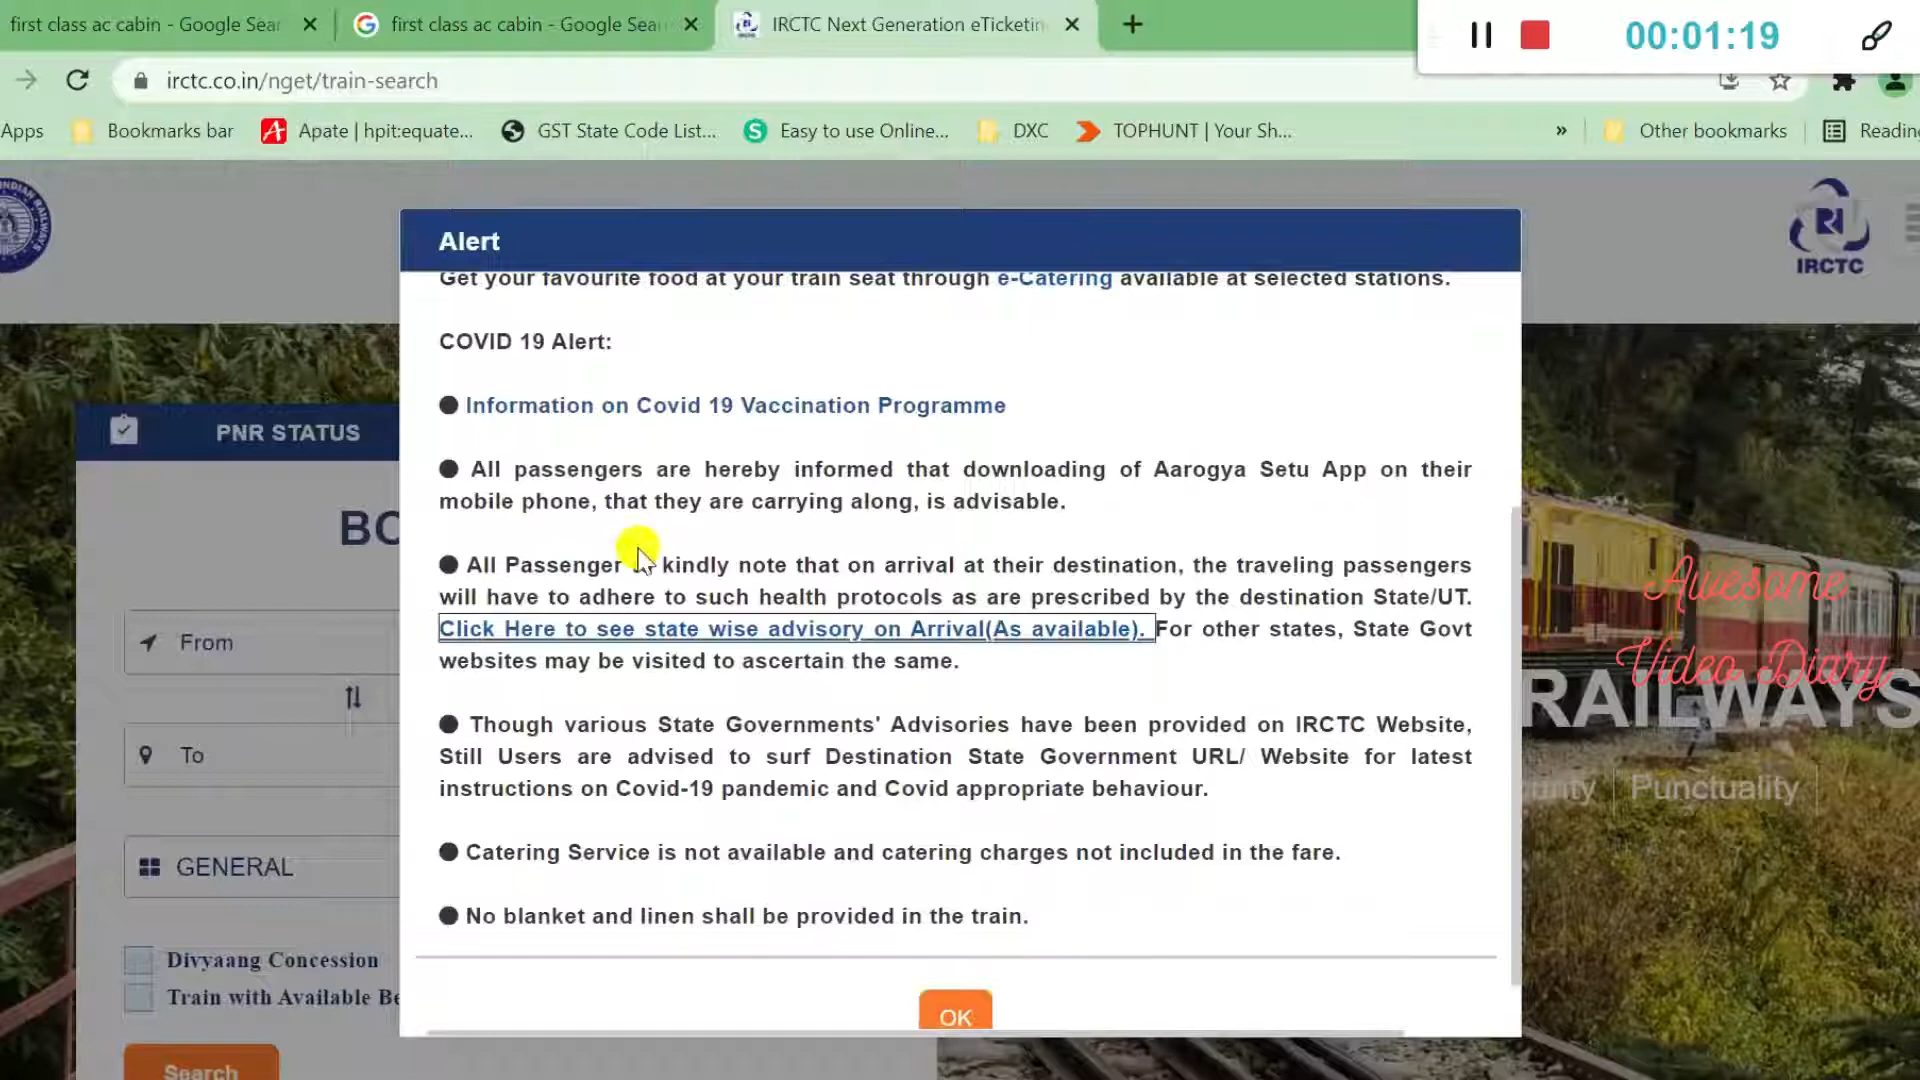 first class ac cabin - Google Sear
first class ac cabin - Google Sear
IRCTC Next Generation eTicketin
00:01:19
irctc.co.in/nget/train-search
Apps
Bookmarks bar
Apate | hpit:equate...
GST State Code List...
Easy to use Online...
DXC
TOPHUNT | Your Sh...
»
Other bookmarks
Reading
INDIAN RAILWAYS
IRCTC
Alert
Get your favourite food at your train seat through e-Catering available at selected stations.
COVID 19 Alert:
● Information on Covid 19 Vaccination Programme
● All passengers are hereby informed that downloading of Aarogya Setu App on their
mobile phone, that they are carrying along, is advisable.
● All Passenger kindly note that on arrival at their destination, the traveling passengers
will have to adhere to such health protocols as are prescribed by the destination State/UT.
Click Here to see state wise advisory on Arrival(As available). For other states, State Govt
websites may be visited to ascertain the same.
● Though various State Governments' Advisories have been provided on IRCTC Website,
Still Users are advised to surf Destination State Government URL/ Website for latest
instructions on Covid-19 pandemic and Covid appropriate behaviour.
● Catering Service is not available and catering charges not included in the fare.
● No blanket and linen shall be provided in the train.
OK
PNR STATUS
BO
From
To
GENERAL
Divyaang Concession
Train with Available Be
Search
Awesome
Video Diary
RAILWAYS
Punctuality